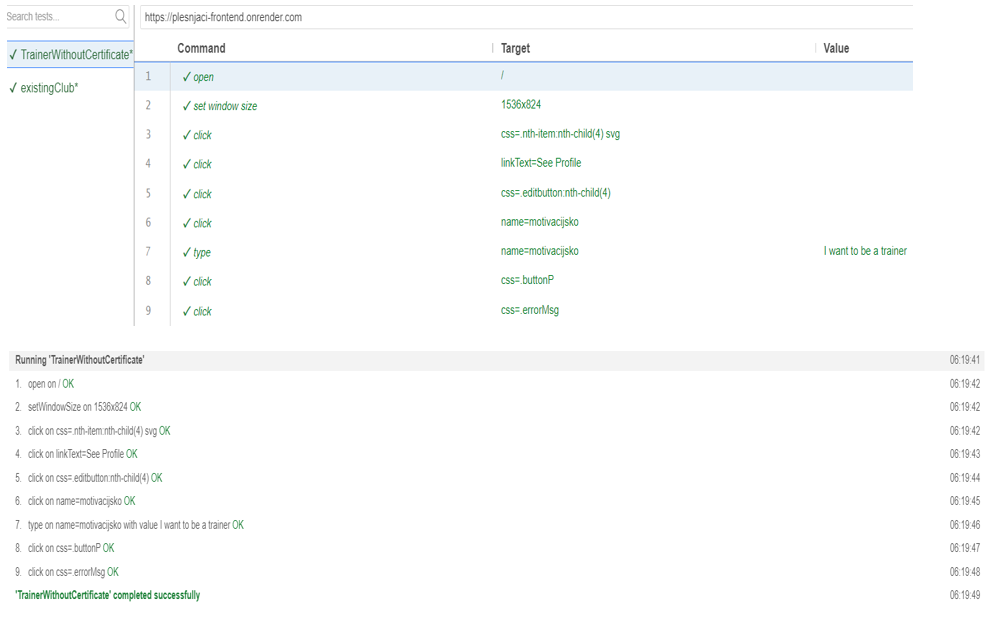 Search tests...
https://plesnjaci-frontend.onrender.com
Command Target Value
✓ TrainerWithoutCertificate*
✓ existingClub*
1 ✓ open /
2 ✓ set window size 1536x824
3 ✓ click css=.nth-item:nth-child(4) svg
4 ✓ click linkText=See Profile
5 ✓ click css=.editbutton:nth-child(4)
6 ✓ click name=motivacijsko
7 ✓ type name=motivacijsko I want to be a trainer
8 ✓ click css=.buttonP
9 ✓ click css=.errorMsg
Running 'TrainerWithoutCertificate' 06:19:41
1. open on / OK 06:19:42
2. setWindowSize on 1536x824 OK 06:19:42
3. click on css=.nth-item:nth-child(4) svg OK 06:19:42
4. click on linkText=See Profile OK 06:19:43
5. click on css=.editbutton:nth-child(4) OK 06:19:44
6. click on name=motivacijsko OK 06:19:45
7. type on name=motivacijsko with value I want to be a trainer OK 06:19:46
8. click on css=.buttonP OK 06:19:47
9. click on css=.errorMsg OK 06:19:48
'TrainerWithoutCertificate' completed successfully 06:19:49